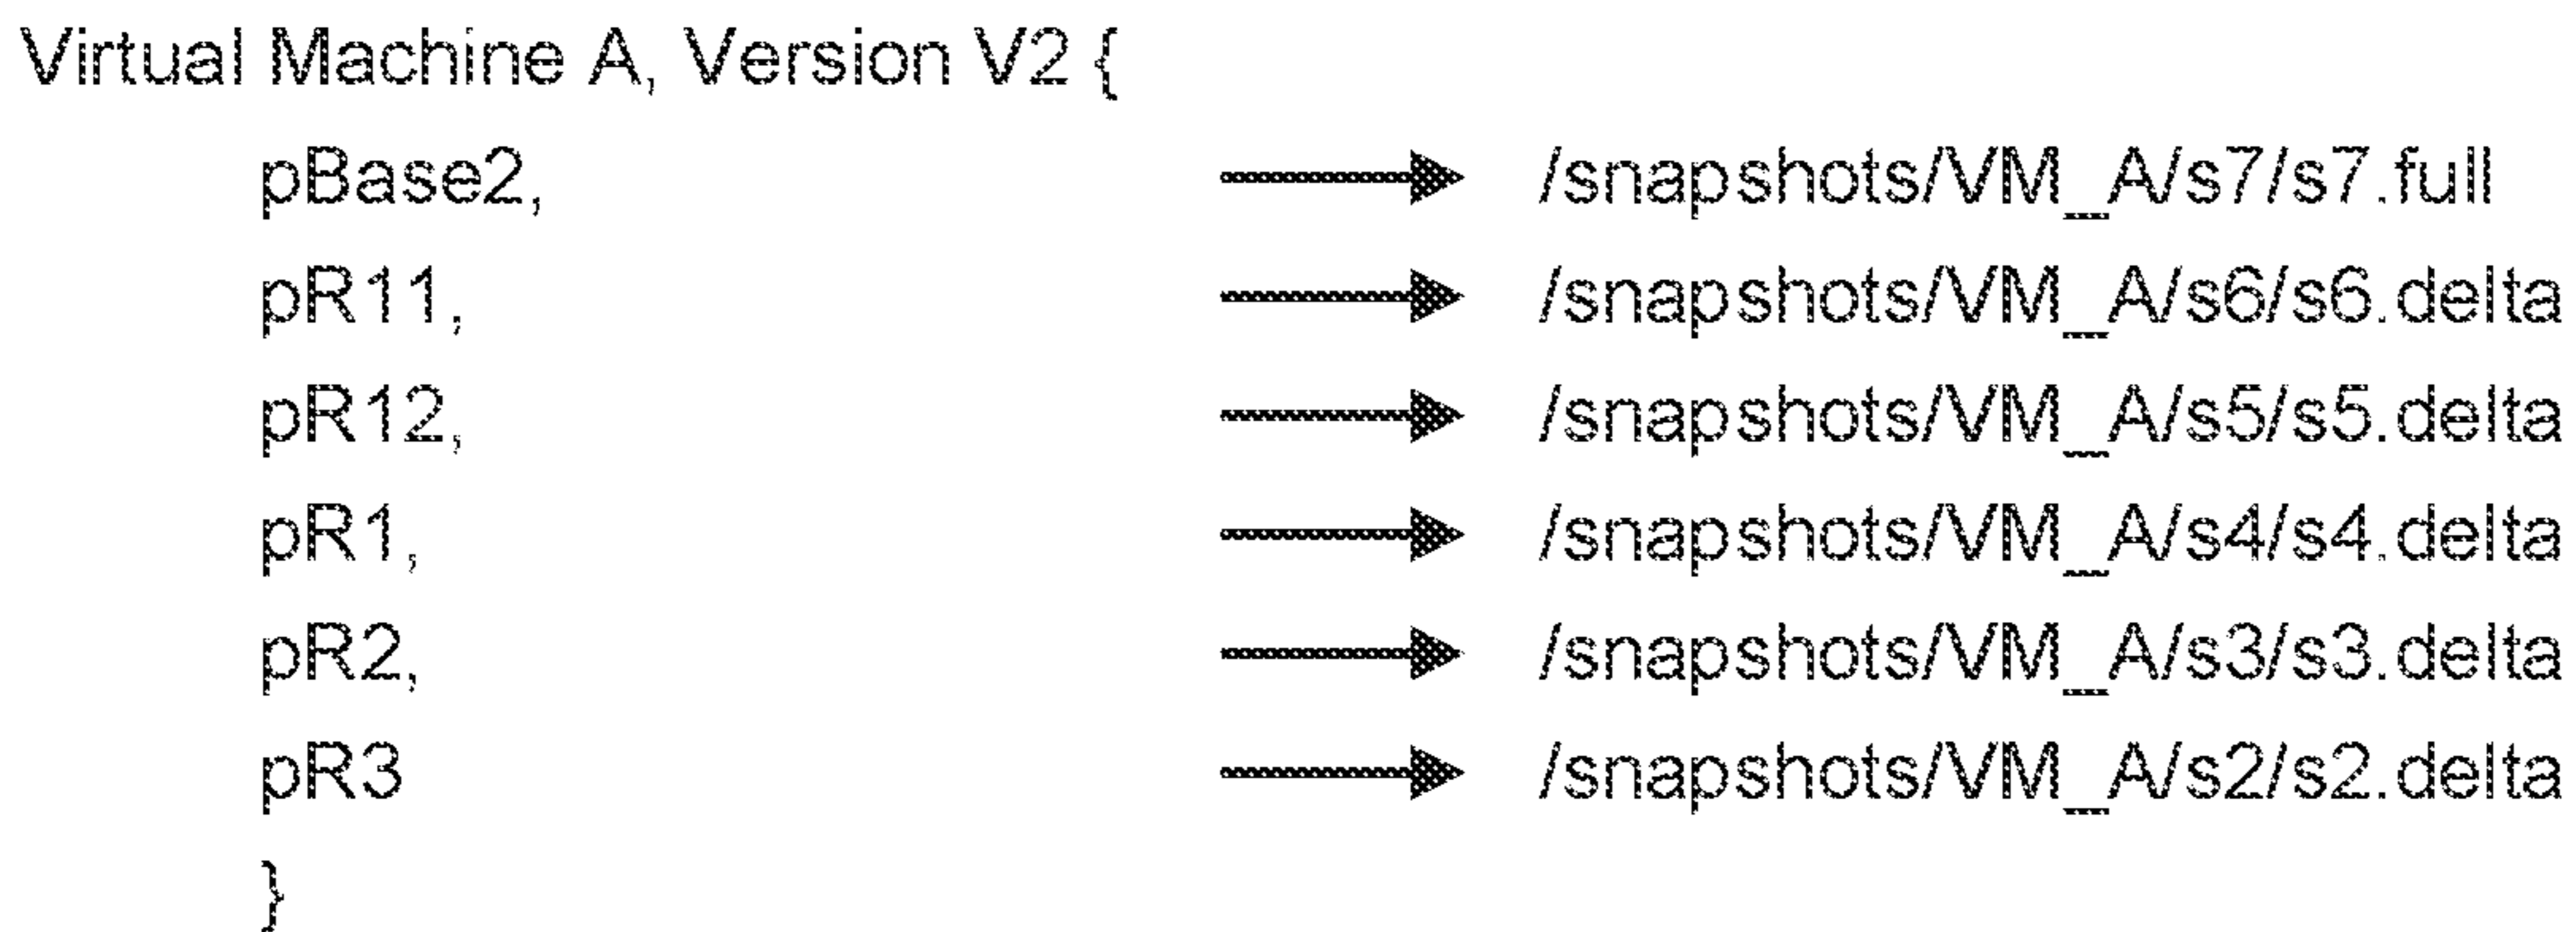 Virtual Machine A, Version V2 {
pBase2, /snapshots/VM_A/s7/s7.full
pR11, /snapshots/VM_A/s6/s6.delta
pR12, /snapshots/VM_A/s5/s5.delta
pR1, /snapshots/VM_A/s4/s4.delta
pR2, /snapshots/VM_A/s3/s3.delta
pR3 /snapshots/VM_A/s2/s2.delta
}